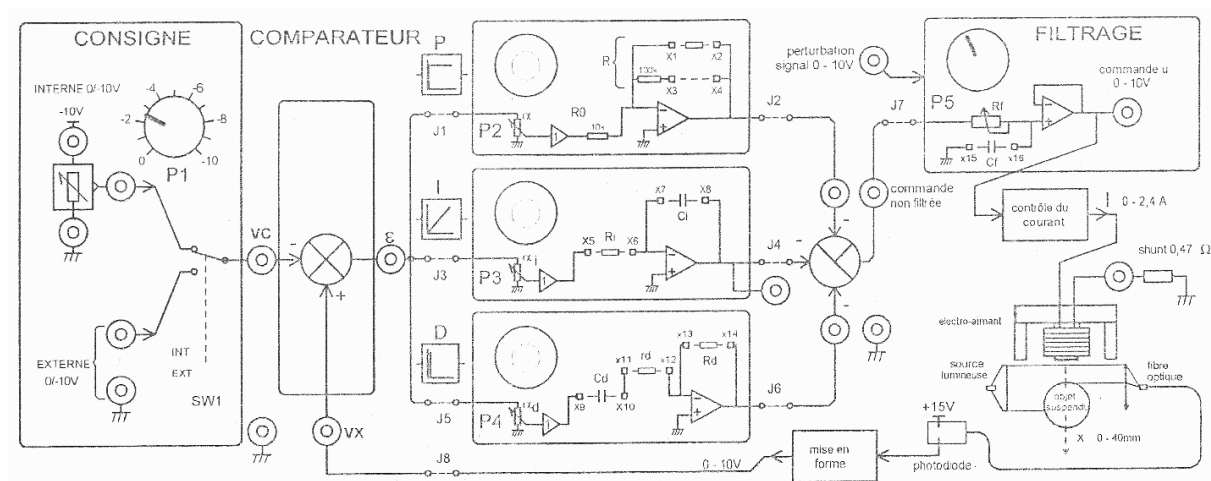 CONSIGNE
INTERNE 0/-10V
-10V
0
-2
-4
-6
-8
-10
P1
VC
EXTERNE
0/-10V
INT
EXT
SW1
COMPARATEUR
-
+
ε
VX
P
J1
P2
α
1
R0
10k
R
100k
X1
X2
X3
X4
-
+
J2
I
J3
P3
αi
1
X5
Ri
X6
X7
Ci
X8
-
+
J4
D
J5
P4
αd
1
X9
Cd
X10
x11
rd
x12
x13
Rd
x14
-
+
J6
-
-
-
commande
non filtrée
J7
perturbation
signal 0 - 10V
FILTRAGE
P5
Rf
x15
Cf
x16
-
+
commande u
0 - 10V
contrôle du
courant
I
0 - 2,4 A
shunt 0,47 Ω
electro-aimant
source
lumineuse
fibre
optique
objet
suspendu
X
0 - 40mm
+15V
photodiode
mise en
forme
0 - 10V
J8